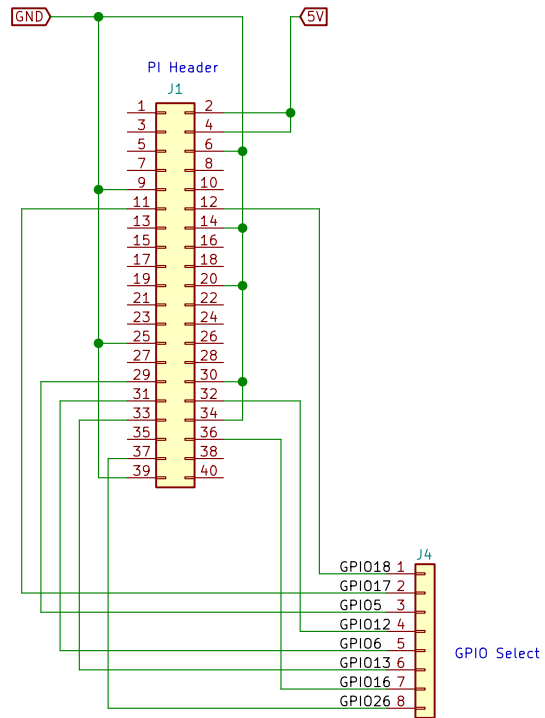 GND
5V
PI Header
J1
1 2
3 4
5 6
7 8
9 10
11 12
13 14
15 16
17 18
19 20
21 22
23 24
25 26
27 28
29 30
31 32
33 34
35 36
37 38
39 40
J4
GPIO18 1
GPIO17 2
GPIO5 3
GPIO12 4
GPIO6 5
GPIO Select
GPIO13 6
GPIO16 7
GPIO26 8